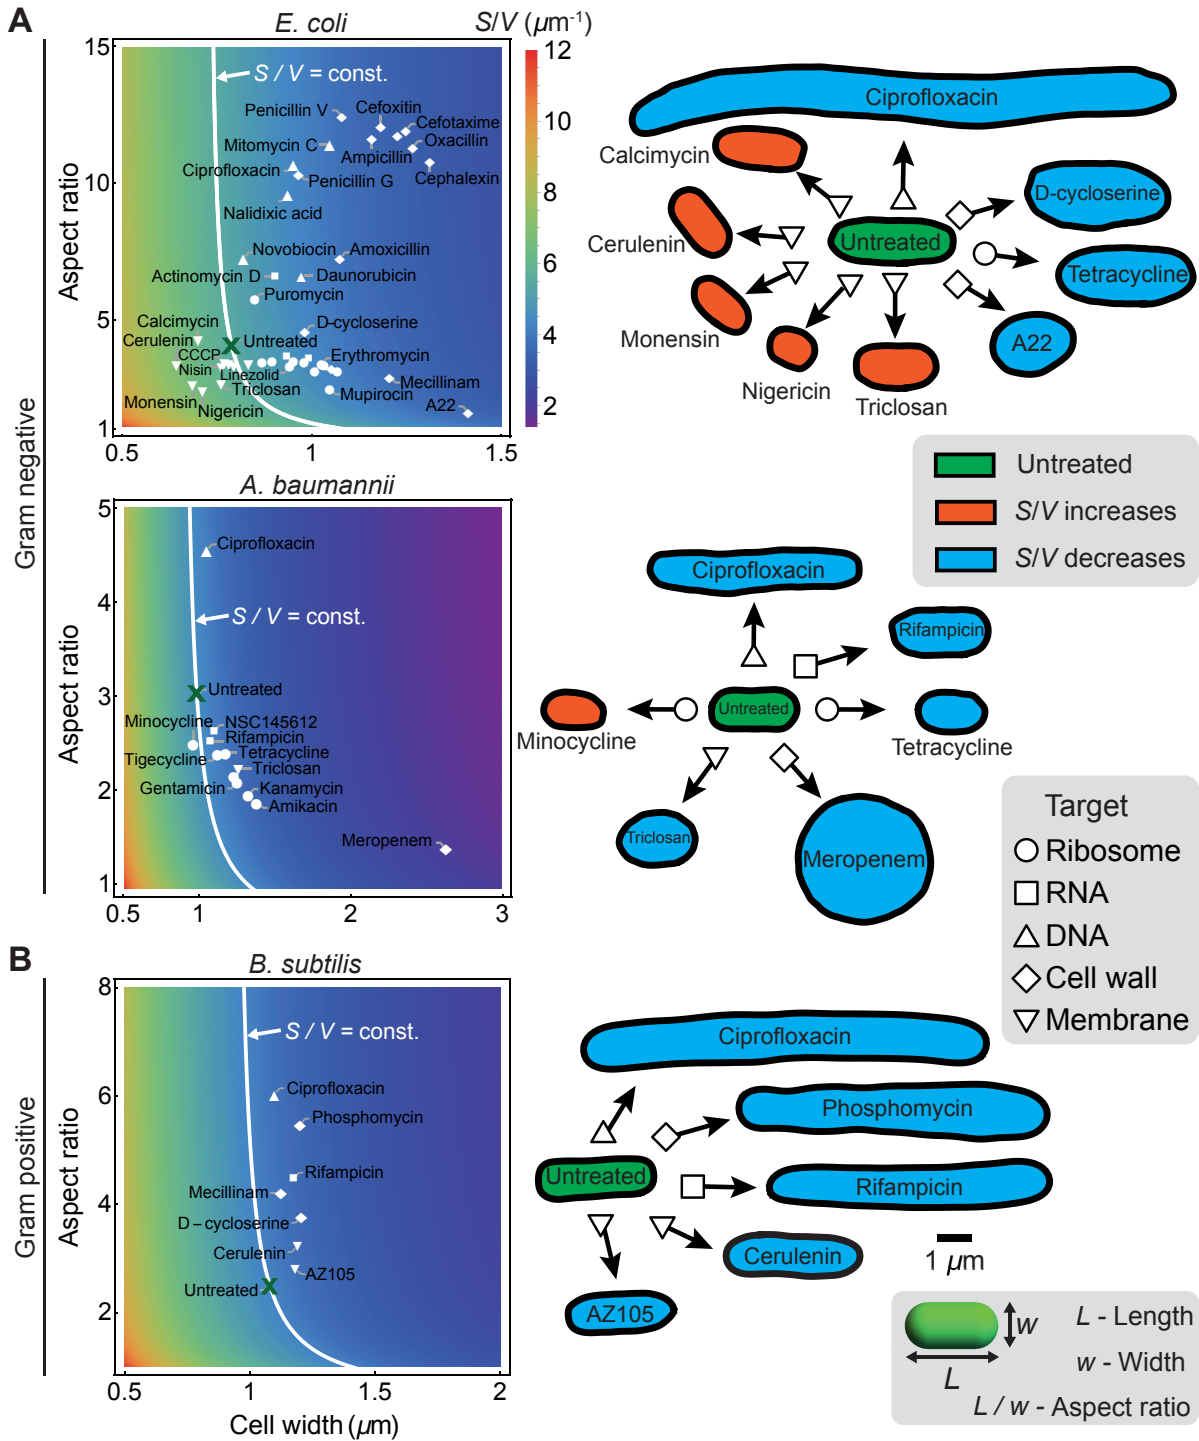 A
E. coli
S/V (μm⁻¹)
Gram negative
Aspect ratio
15
10
5
1
0.5
1
1.5
S / V = const.
Penicillin V
Cefoxitin
Cefotaxime
Mitomycin C
Ampicillin
Oxacillin
Ciprofloxacin
Penicillin G
Cephalexin
Nalidixic acid
Novobiocin
Amoxicillin
Actinomycin D
Daunorubicin
Puromycin
Calcimycin
D-cycloserine
Cerulenin
Untreated
CCCP
Erythromycin
Nisin
Linezolid
Triclosan
Mecillinam
Monensin
Nigericin
Mupirocin
A22
12
10
8
6
4
2
Ciprofloxacin
Calcimycin
D-cycloserine
Cerulenin
Untreated
Tetracycline
Monensin
A22
Nigericin
Triclosan
Untreated
S/V increases
S/V decreases
A. baumannii
Aspect ratio
5
4
3
2
1
0.5
1
2
3
Ciprofloxacin
S / V = const.
Untreated
Minocycline
NSC145612
Rifampicin
Tigecycline
Tetracycline
Triclosan
Gentamicin
Kanamycin
Amikacin
Meropenem
Ciprofloxacin
Rifampicin
Untreated
Minocycline
Tetracycline
Triclosan
Meropenem
Target
Ribosome
RNA
DNA
Cell wall
Membrane
B
B. subtilis
Gram positive
Aspect ratio
8
6
4
2
0.5
1
1.5
2
Cell width (μm)
S / V = const.
Ciprofloxacin
Phosphomycin
Rifampicin
Mecillinam
D – cycloserine
Cerulenin
AZ105
Untreated
Ciprofloxacin
Phosphomycin
Untreated
Rifampicin
Cerulenin
AZ105
1 μm
w
L
L - Length
w - Width
L / w - Aspect ratio